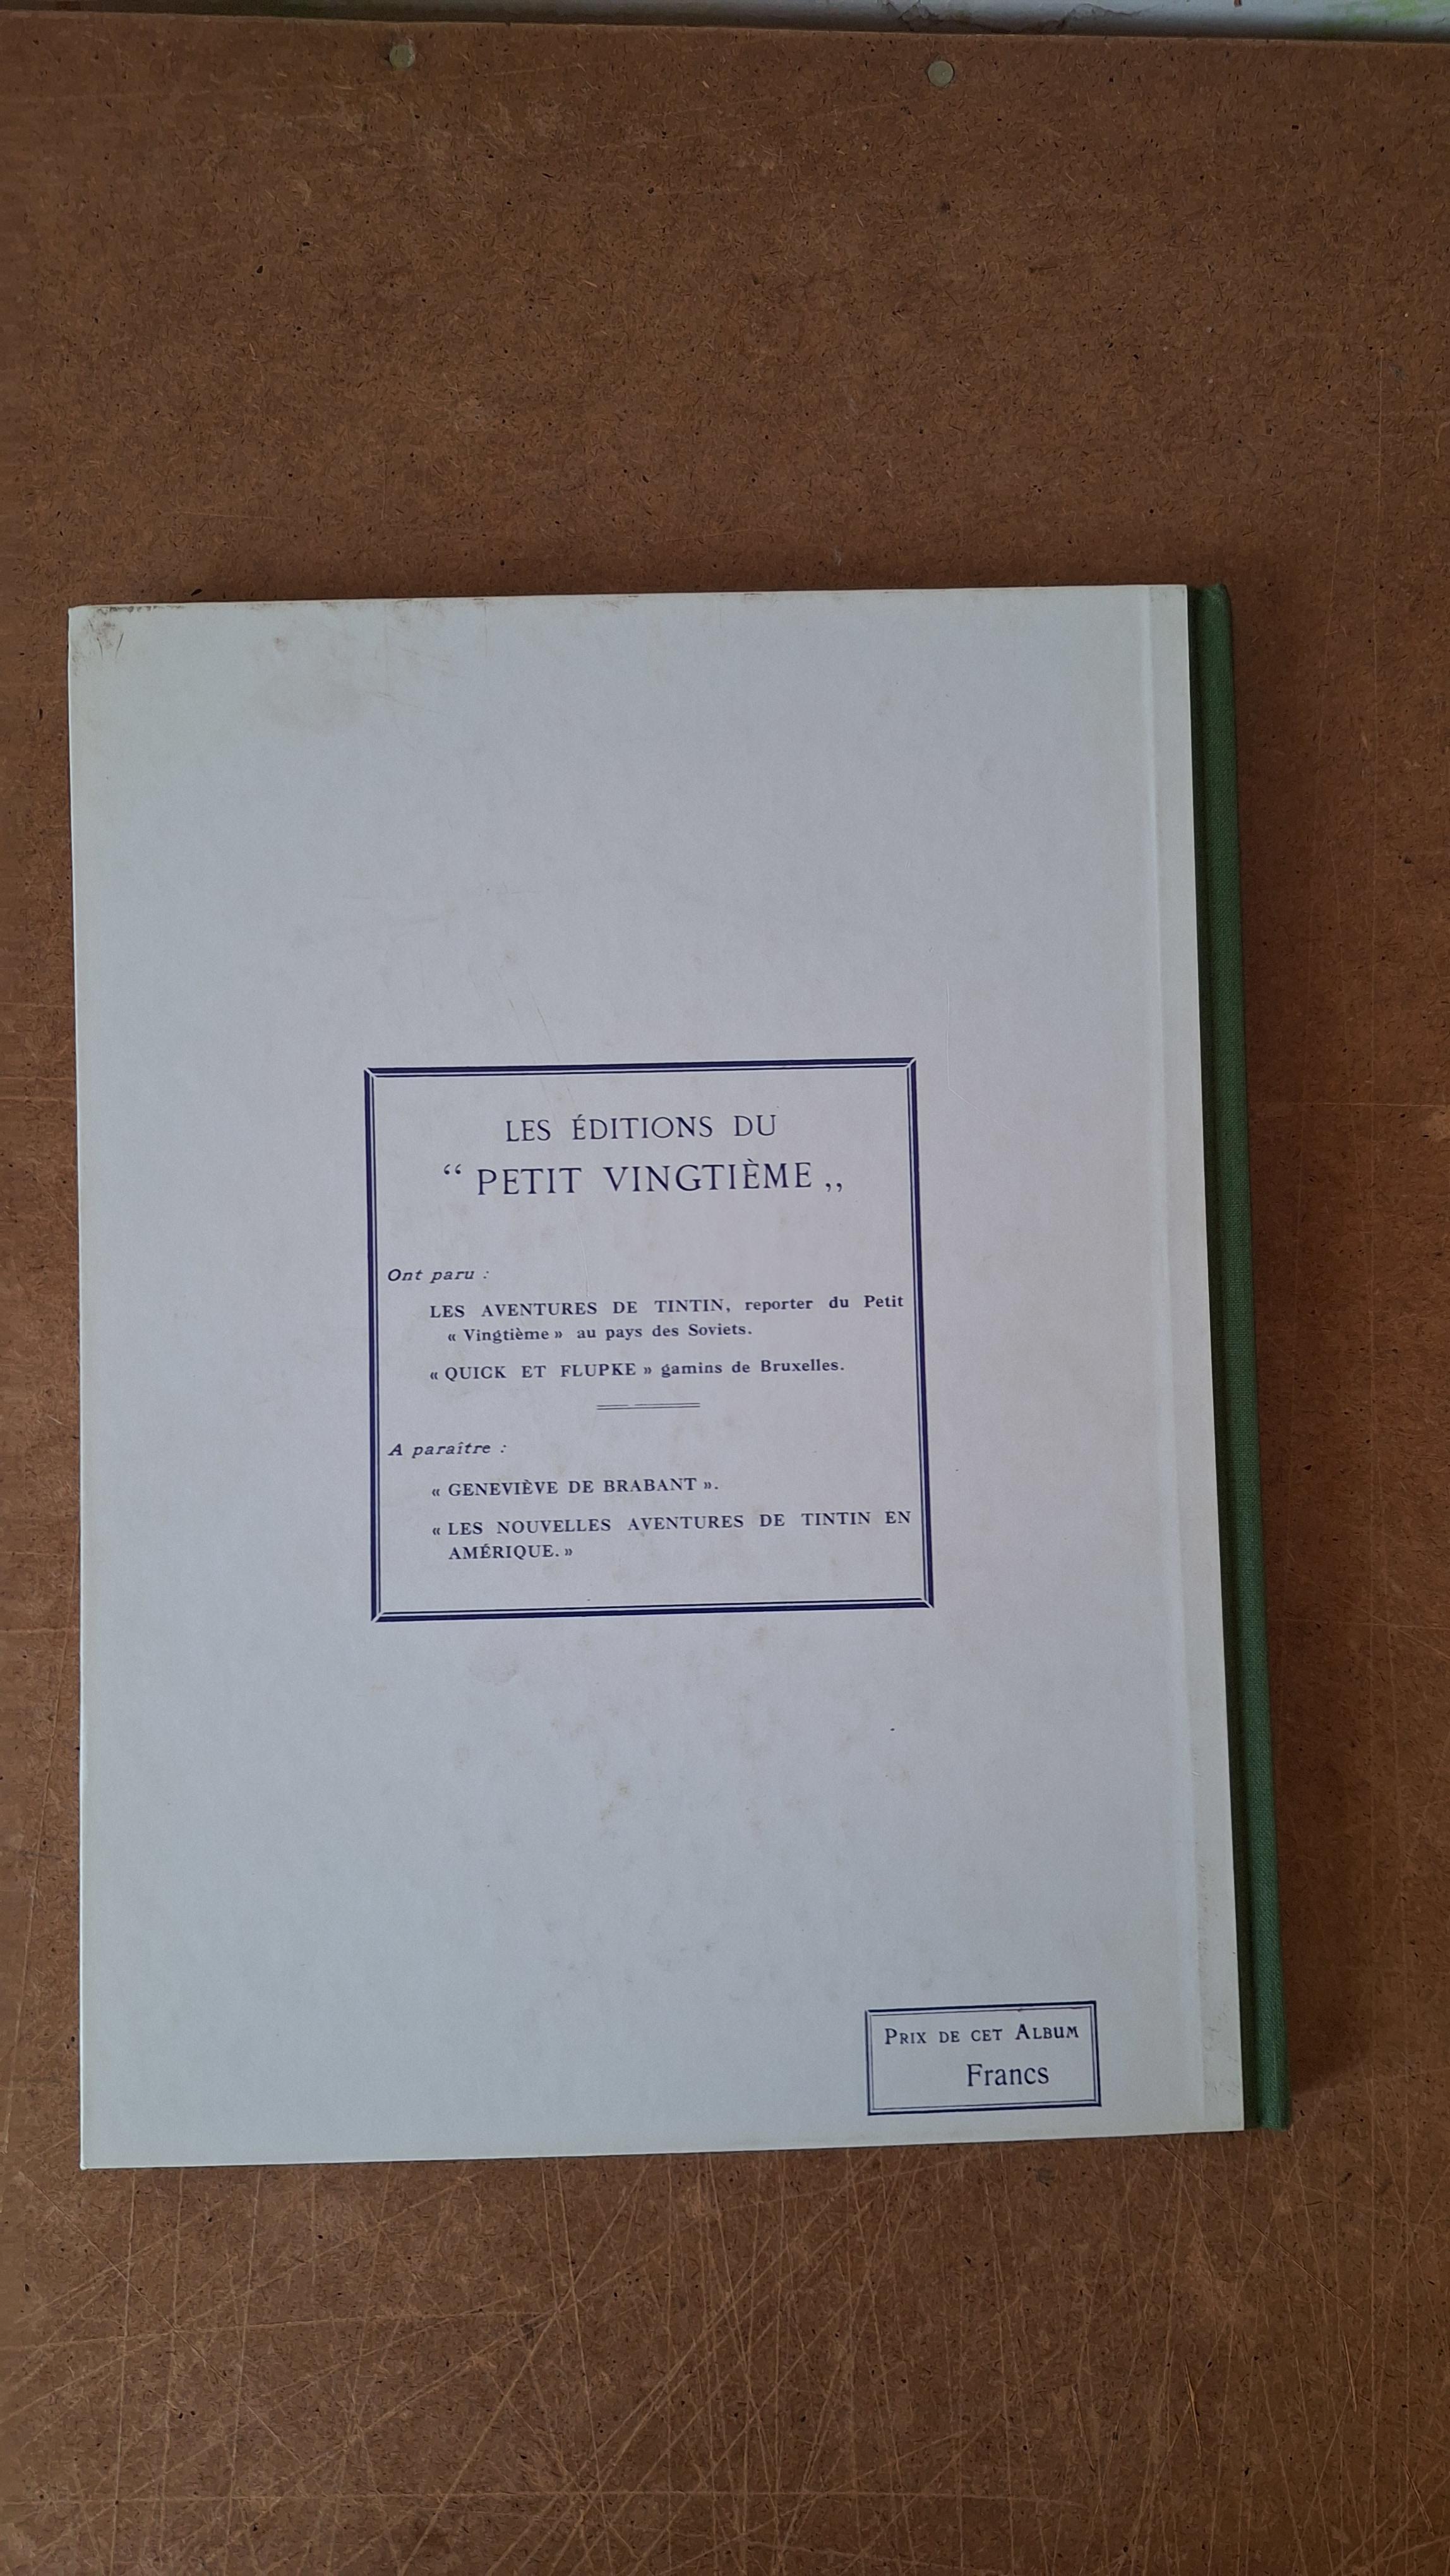 LES ÉDITIONS DU
“ PETIT VINGTIÈME „
Ont paru :
LES AVENTURES DE TINTIN, reporter du Petit
« Vingtième » au pays des Soviets.
« QUICK ET FLUPKE » gamins de Bruxelles.
A paraître :
« GENEVIÈVE DE BRABANT ».
« LES NOUVELLES AVENTURES DE TINTIN EN
AMÉRIQUE. »
PRIX DE CET ALBUM
Francs